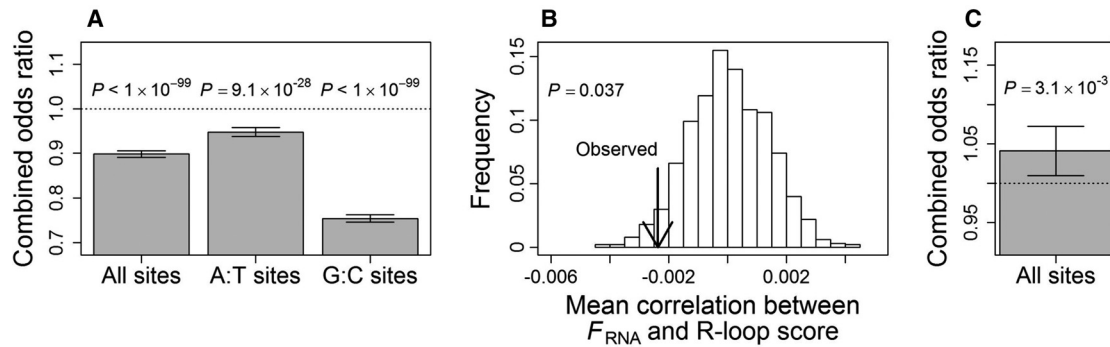 A
Combined odds ratio
1.1
1.0
0.9
0.8
0.7
P < 1 × 10⁻⁹⁹
P = 9.1 × 10⁻²⁸
P < 1 × 10⁻⁹⁹
All sites
A:T sites
G:C sites
B
Frequency
0.15
0.1
0.05
0
P = 0.037
Observed
-0.006
-0.002
0.002
Mean correlation between
F_RNA and R-loop score
C
Combined odds ratio
1.15
1.05
0.95
P = 3.1 × 10⁻³
All sites